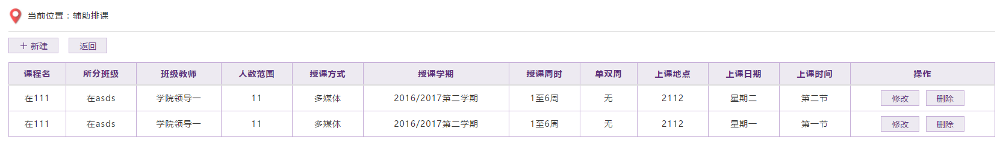 当前位置：辅助排课
＋ 新建 返回
课程名 所分班级 班级教师 人数范围 授课方式 授课学期 授课周时 单双周 上课地点 上课日期 上课时间 操作
在111 在asds 学院领导一 11 多媒体 2016/2017第二学期 1至6周 无 2112 星期二 第二节 修改 删除
在111 在asds 学院领导一 11 多媒体 2016/2017第二学期 1至6周 无 2112 星期一 第一节 修改 删除